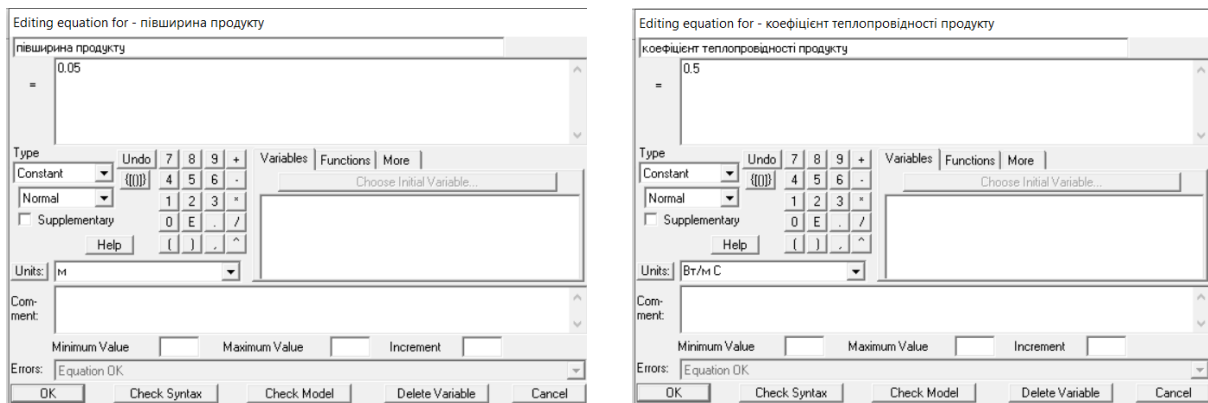 Editing equation for - півширина продукту
півширина продукту
=
0.05
Type
Constant
Normal
Supplementary
Help
Undo 7 8 9 +
{[()]} 4 5 6 -
1 2 3 *
0 E . /
( ) , ^
Variables Functions More
Choose Initial Variable...
Units: м
Com-
ment:
Minimum Value Maximum Value Increment
Errors: Equation OK
OK Check Syntax Check Model Delete Variable Cancel
Editing equation for - коефіцієнт теплопровідності продукту
коефіцієнт теплопровідності продукту
=
0.5
Type
Constant
Normal
Supplementary
Help
Undo 7 8 9 +
{[()]} 4 5 6 -
1 2 3 *
0 E . /
( ) , ^
Variables Functions More
Choose Initial Variable...
Units: Вт/м С
Com-
ment:
Minimum Value Maximum Value Increment
Errors: Equation OK
OK Check Syntax Check Model Delete Variable Cancel